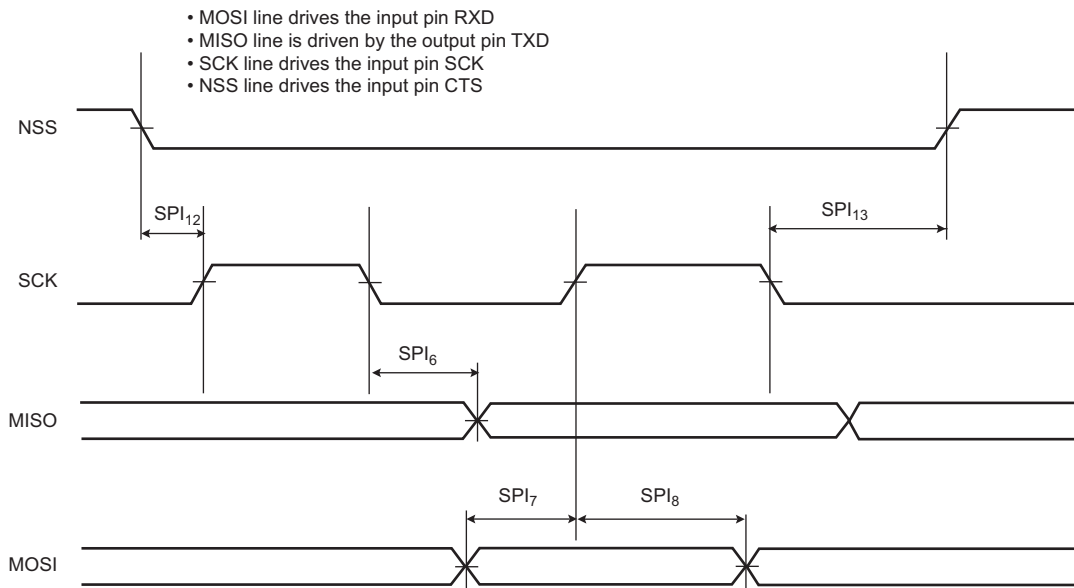 • MOSI line drives the input pin RXD
• MISO line is driven by the output pin TXD
• SCK line drives the input pin SCK
• NSS line drives the input pin CTS
NSS
SPI12
SPI13
SCK
SPI6
MISO
SPI7
SPI8
MOSI